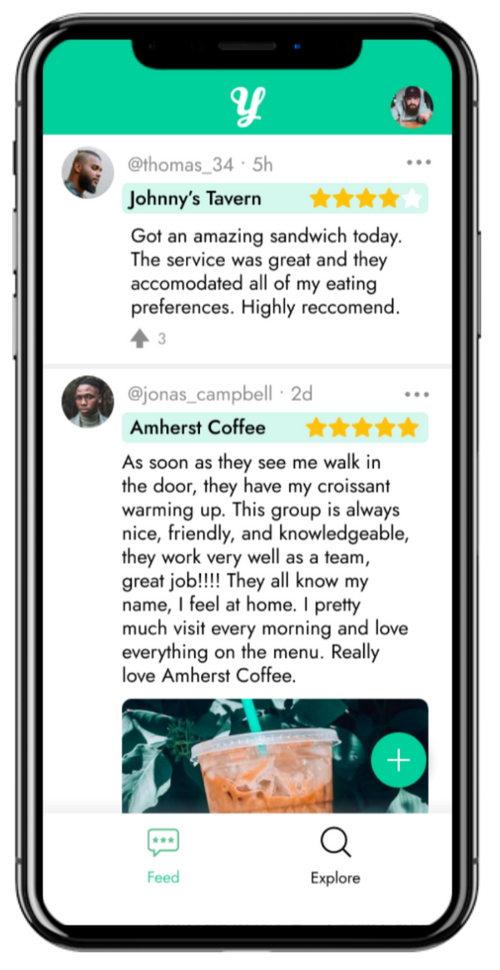 y
@thomas_34 · 5h
Johnny's Tavern
Got an amazing sandwich today.
The service was great and they
accomodated all of my eating
preferences. Highly reccomend.
3
@jonas_campbell · 2d
Amherst Coffee
As soon as they see me walk in
the door, they have my croissant
warming up. This group is always
nice, friendly, and knowledgeable,
they work very well as a team,
great job!!!! They all know my
name, I feel at home. I pretty
much visit every morning and love
everything on the menu. Really
love Amherst Coffee.
Feed
Explore